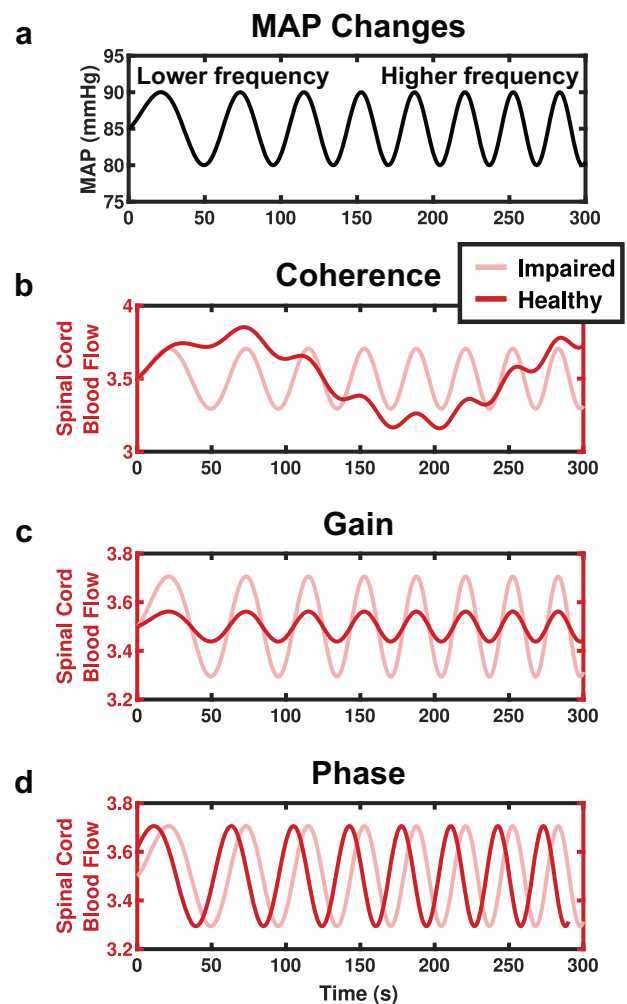 a
MAP Changes
MAP (mmHg)
95
90
85
80
75
Lower frequency
Higher frequency
0 50 100 150 200 250 300
b
Coherence
Impaired
Healthy
Spinal Cord
Blood Flow
4
3.5
3
0 50 100 150 200 250 300
c
Gain
Spinal Cord
Blood Flow
3.8
3.6
3.4
3.2
0 50 100 150 200 250 300
d
Phase
Spinal Cord
Blood Flow
3.8
3.6
3.4
3.2
0 50 100 150 200 250 300
Time (s)